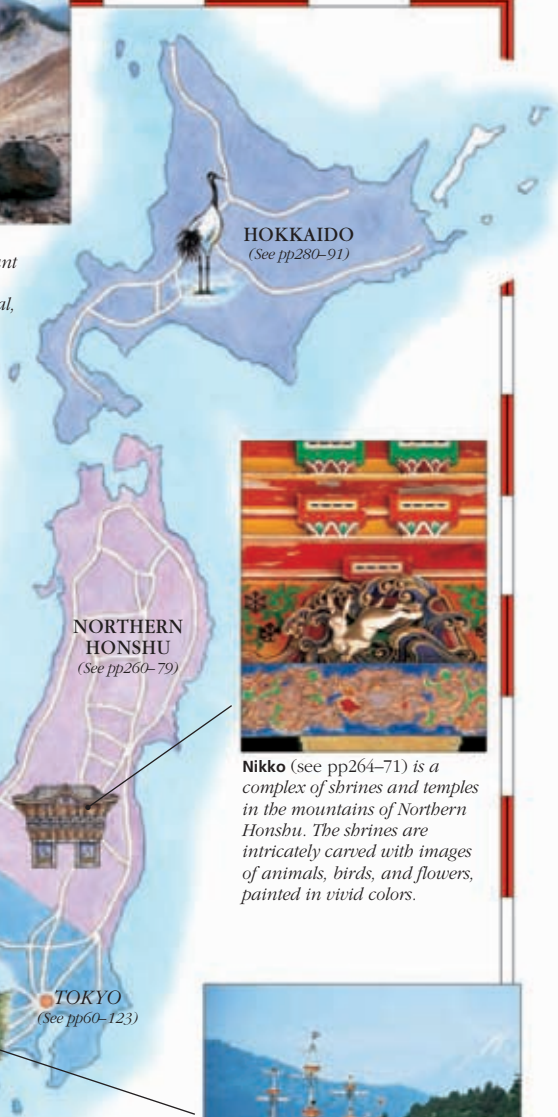 HOKKAIDO
(See pp280–91)
al,
NORTHERN
HONSHU
(See pp260–79)
Nikko (see pp264–71) is a
complex of shrines and temples
in the mountains of Northern
Honshu. The shrines are
intricately carved with images
of animals, birds, and flowers,
painted in vivid colors.
TOKYO
(See pp60–123)